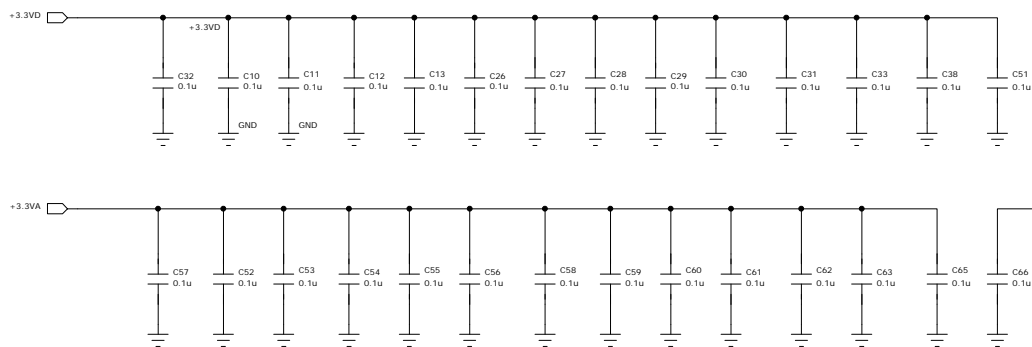 +3.3VD
+3.3VD
C32 C10 C11 C12 C13 C26 C27 C28 C29 C30 C31 C33 C38 C51
0.1u 0.1u 0.1u 0.1u 0.1u 0.1u 0.1u 0.1u 0.1u 0.1u 0.1u 0.1u 0.1u 0.1u
GND GND
+3.3VA
C57 C52 C53 C54 C55 C56 C58 C59 C60 C61 C62 C63 C65 C66
0.1u 0.1u 0.1u 0.1u 0.1u 0.1u 0.1u 0.1u 0.1u 0.1u 0.1u 0.1u 0.1u 0.1u